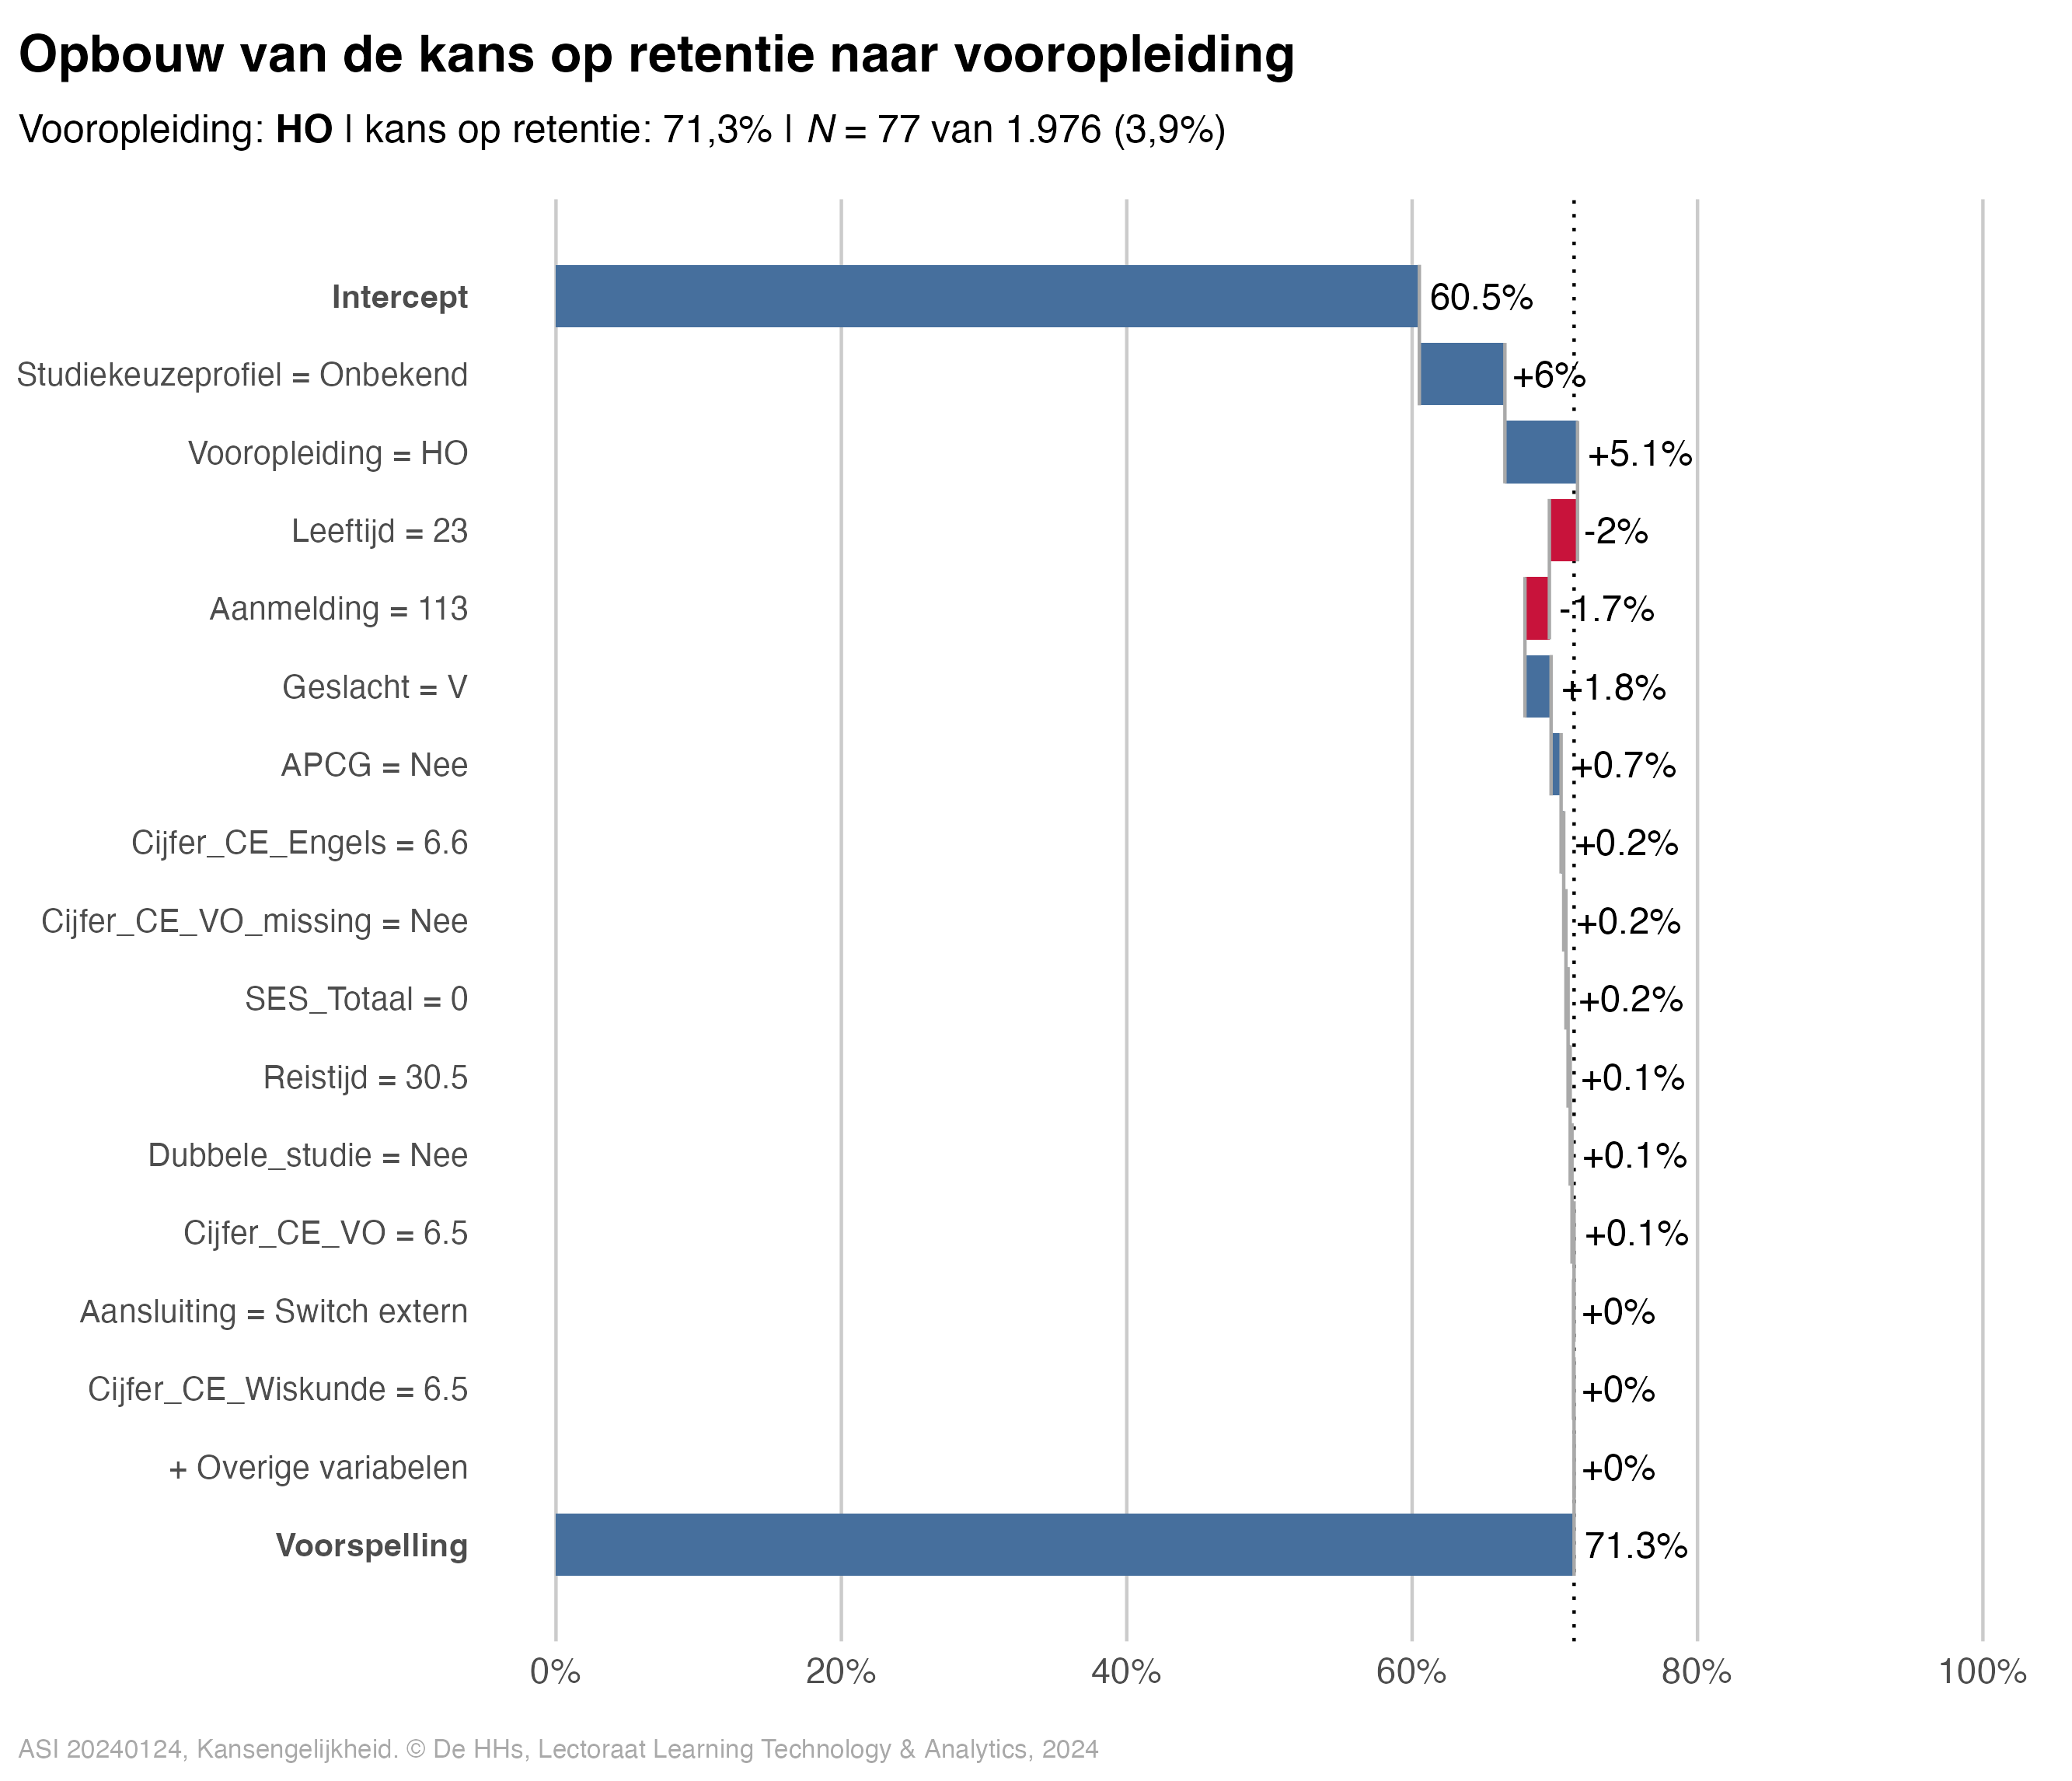 Opbouw van de kans op retentie naar vooropleiding
Vooropleiding: HO | kans op retentie: 71,3% | N = 77 van 1.976 (3,9%)
Intercept 60.5%
Studiekeuzeprofiel = Onbekend +6%
Vooropleiding = HO +5.1%
Leeftijd = 23 -2%
Aanmelding = 113 -1.7%
Geslacht = V +1.8%
APCG = Nee +0.7%
Cijfer_CE_Engels = 6.6 +0.2%
Cijfer_CE_VO_missing = Nee +0.2%
SES_Totaal = 0 +0.2%
Reistijd = 30.5 +0.1%
Dubbele_studie = Nee +0.1%
Cijfer_CE_VO = 6.5 +0.1%
Aansluiting = Switch extern +0%
Cijfer_CE_Wiskunde = 6.5 +0%
+ Overige variabelen +0%
Voorspelling 71.3%
0% 20% 40% 60% 80% 100%
ASI 20240124, Kansengelijkheid. © De HHs, Lectoraat Learning Technology & Analytics, 2024